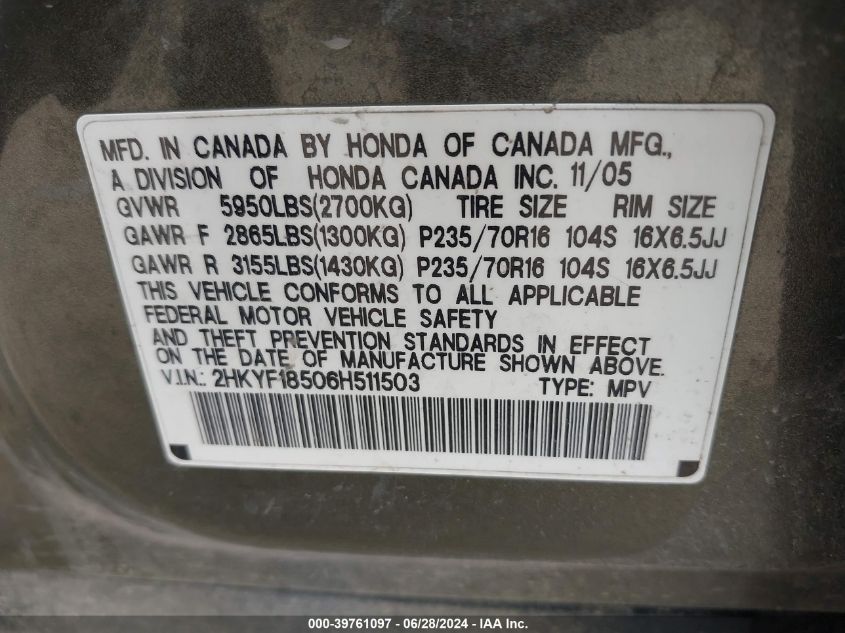 MFD. IN CANADA BY HONDA OF CANADA MFG.,
A DIVISION OF HONDA CANADA INC. 11/05
GVWR 5950LBS(2700KG) TIRE SIZE RIM SIZE
GAWR F 2865LBS(1300KG) P235/70R16 104S 16X6.5JJ
GAWR R 3155LBS(1430KG) P235/70R16 104S 16X6.5JJ
THIS VEHICLE CONFORMS TO ALL APPLICABLE
FEDERAL MOTOR VEHICLE SAFETY
AND THEFT PREVENTION STANDARDS IN EFFECT
ON THE DATE OF MANUFACTURE SHOWN ABOVE.
V.I.N.: 2HKYF18506H511503 TYPE: MPV
000-39761097 - 06/28/2024 - IAA Inc.